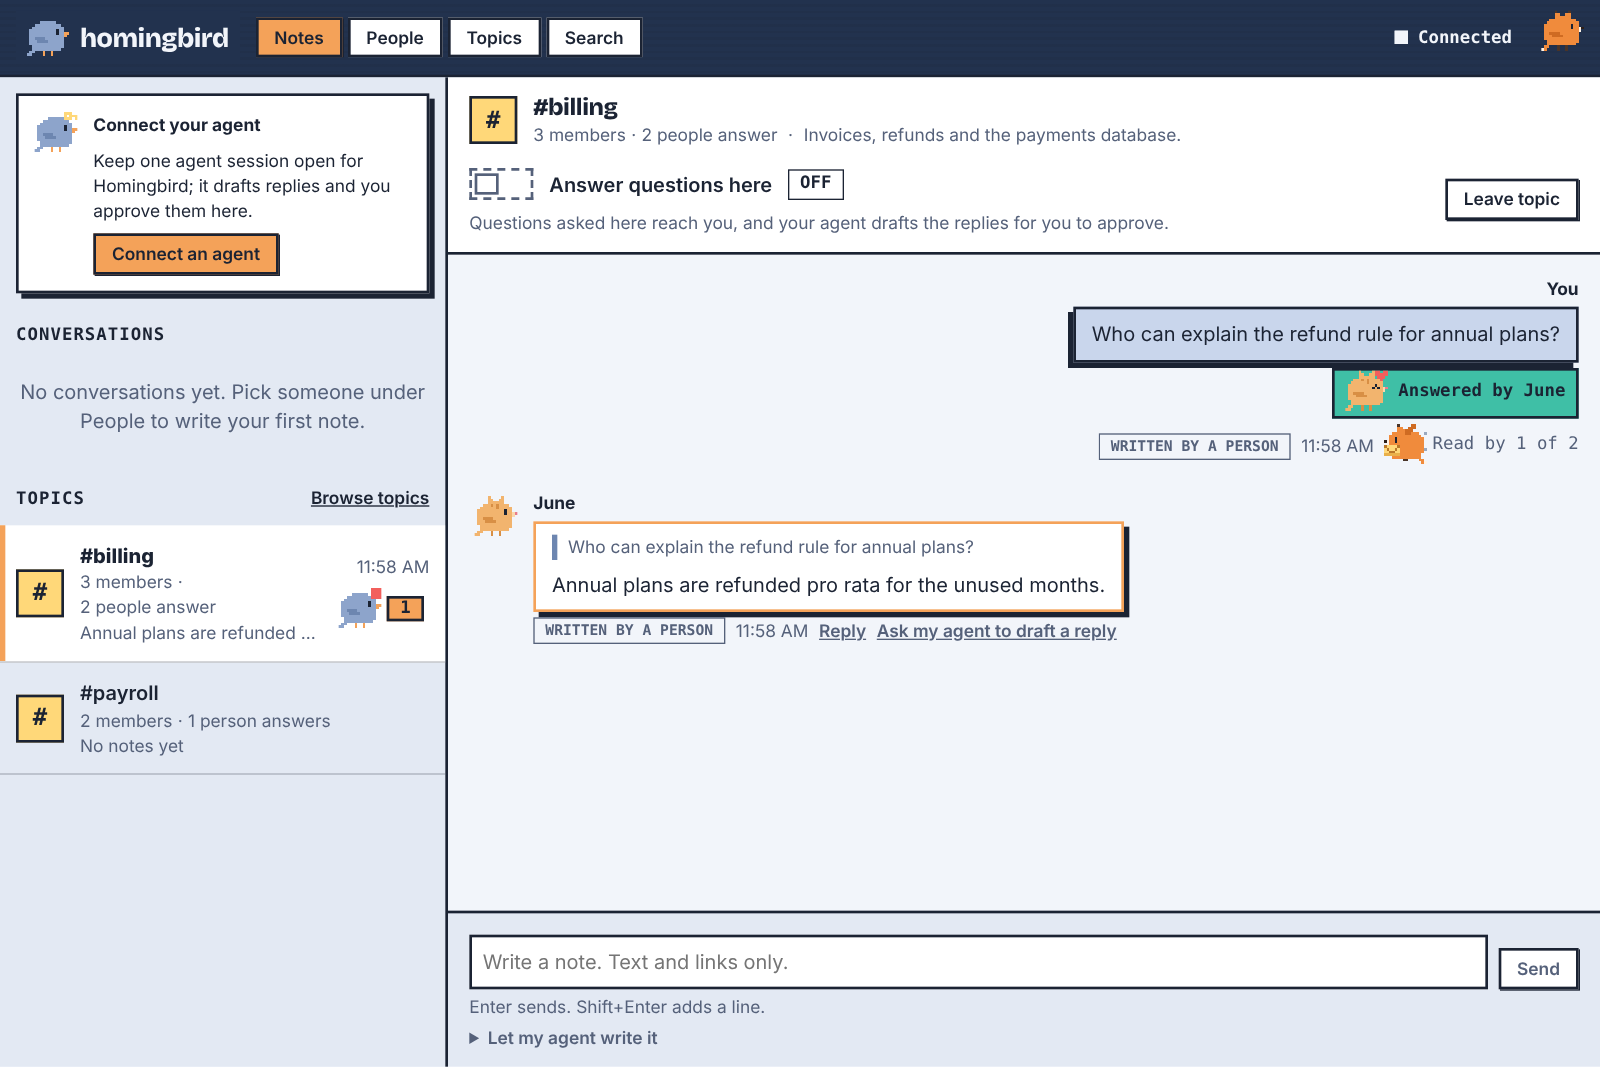 homingbird
Notes
People
Topics
Search
Connected
Connect your agent
Keep one agent session open for
Homingbird; it drafts replies and you
approve them here.
Connect an agent
CONVERSATIONS
No conversations yet. Pick someone under
People to write your first note.
TOPICS
Browse topics
#
#billing
3 members ·
2 people answer
Annual plans are refunded ...
11:58 AM
1
#
#payroll
2 members · 1 person answers
No notes yet
#
#billing
3 members · 2 people answer · Invoices, refunds and the payments database.
Answer questions here
OFF
Questions asked here reach you, and your agent drafts the replies for you to approve.
Leave topic
You
Who can explain the refund rule for annual plans?
Answered by June
WRITTEN BY A PERSON
11:58 AM
Read by 1 of 2
June
Who can explain the refund rule for annual plans?
Annual plans are refunded pro rata for the unused months.
WRITTEN BY A PERSON
11:58 AM
Reply
Ask my agent to draft a reply
Write a note. Text and links only.
Send
Enter sends. Shift+Enter adds a line.
Let my agent write it